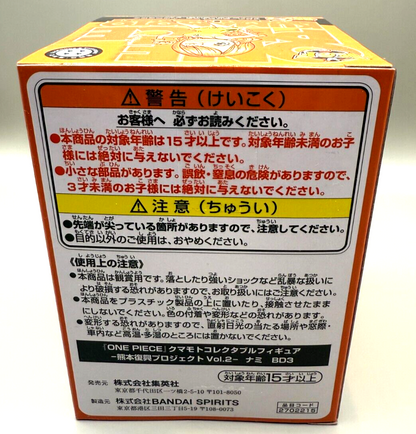 ⚠警告(けいこく)
お客様へ 必ずお読みください。
●本商品の対象年齢は15才以上です。対象年齢未満のお子
様には絶対に与えないでください。
●小さな部品があります。誤飲・窒息の危険がありますので、
3才未満のお子様には絶対に与えないでください。
⚠注意(ちゅうい)
●先端が尖っている箇所がありますので、注意してください。
●目的以外のご使用は、おやめください。
《使用上の注意》
●本商品は観賞用です。落としたり強いショックなど乱暴な扱いに
より破損する恐れがありますので、お取り扱いにはご注意ください。
●本商品をプラスチック製品の上に置いたり、接触させたまま
にしないでください。色の付着や変形などの恐れがあります。
●変形する恐れがありますので、直射日光の当たる場所や窓際・
車内など高温・多湿のところには置かないでください。
「ONE PIECE」クマモトコレクタブルフィギュア
-熊本復興プロジェクト Vol.2- ナミ BD3
対象年齢15才以上
発売元 株式会社集英社
東京都千代田区一ツ橋2-5-10 〒101-8050
製造元 株式会社BANDAI SPIRITS
品目コード
2702215